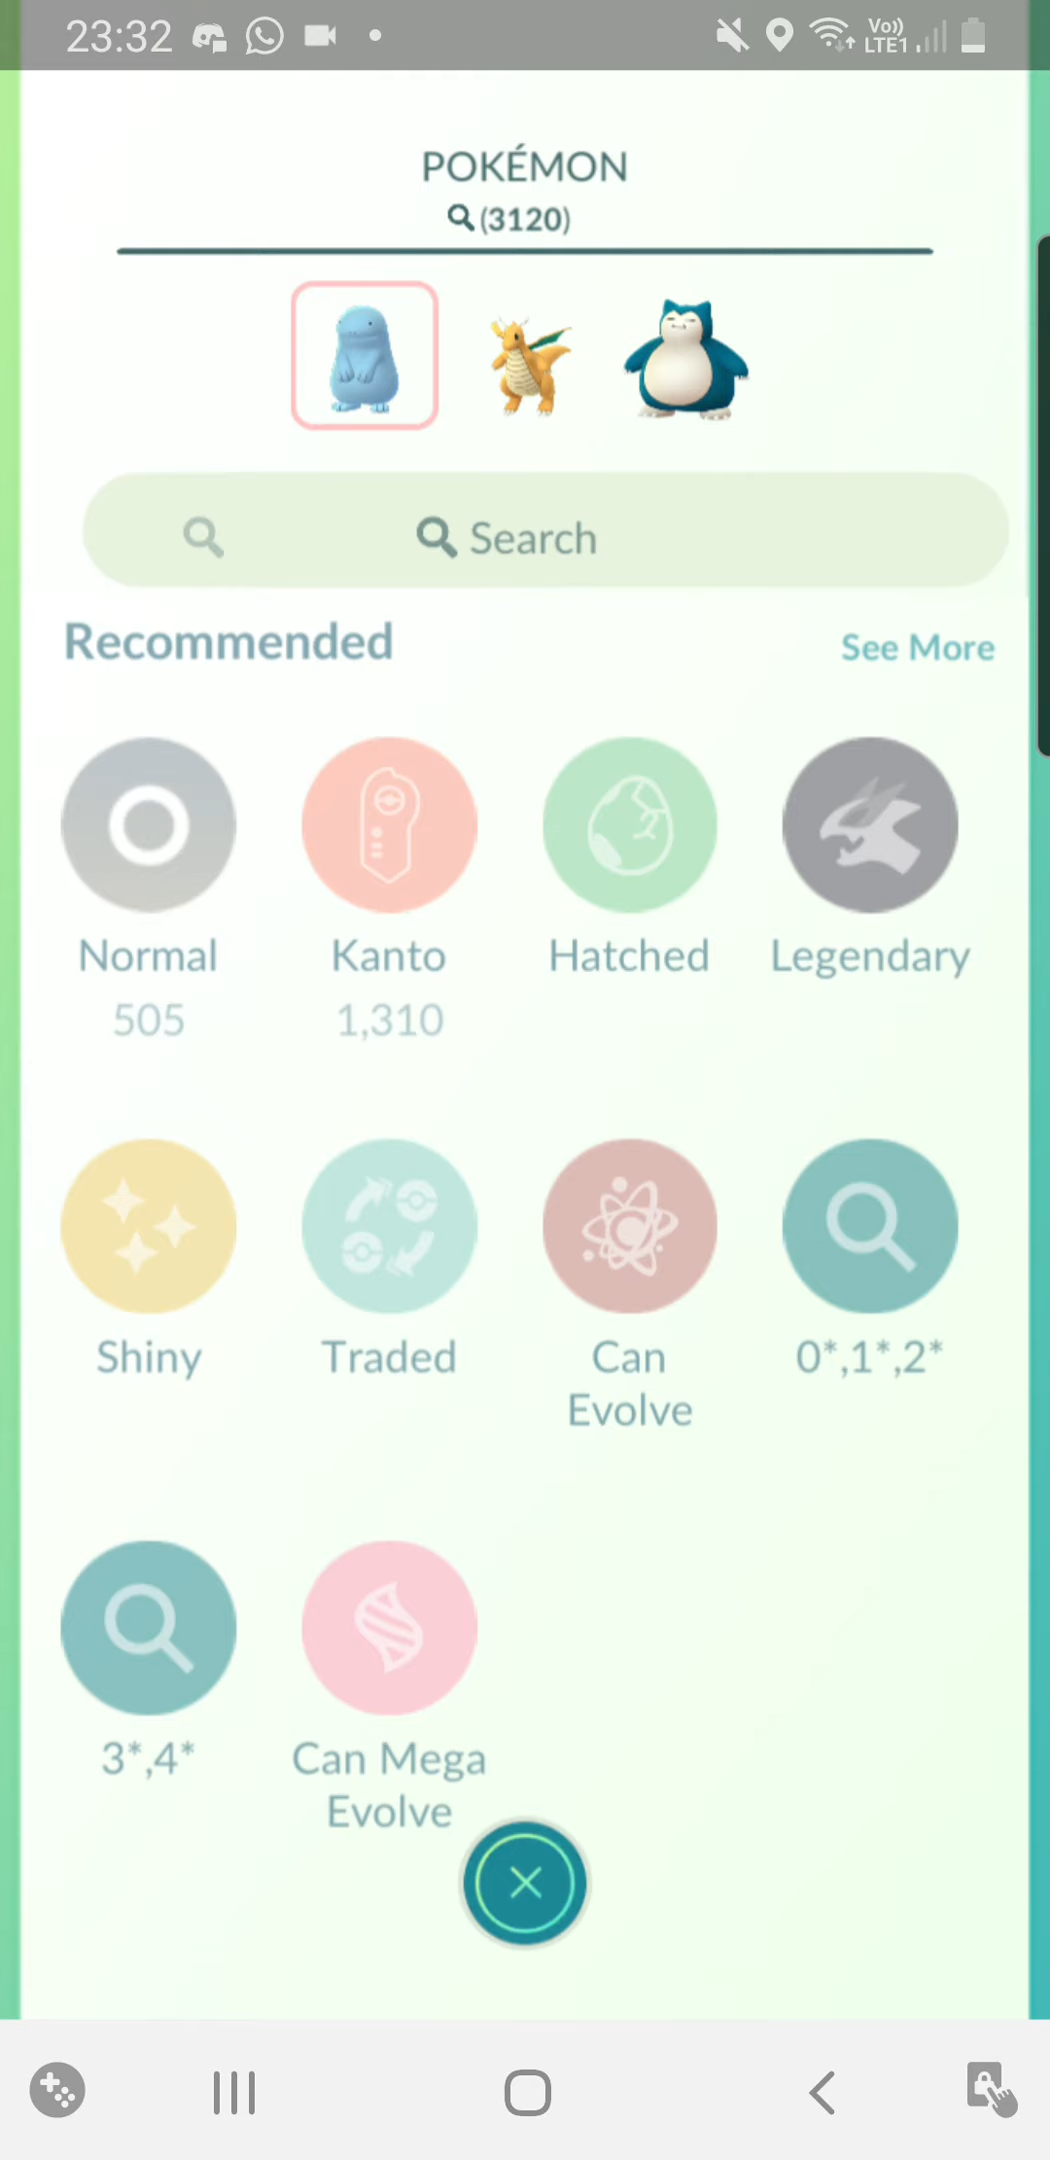 23:32
Vo))
LTE1
POKÉMON
(3120)
Search
Recommended
See More
Normal
Kanto
Hatched
Legendary
505
1,310
Shiny
Traded
Can
Evolve
0*,1*,2*
3*,4*
Can Mega
Evolve